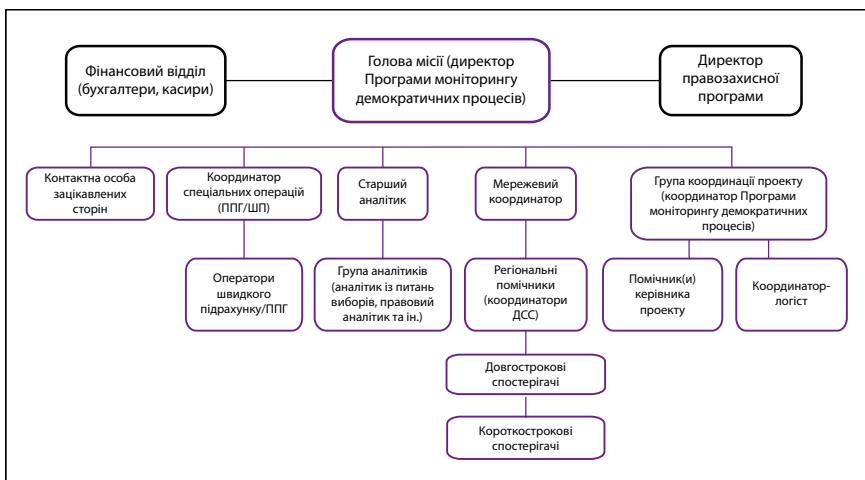 Фінансовий відділ
(бухгалтери, касири)
Голова місії (директор
Програми моніторингу
демократичних процесів)
Директор
правозахисної
програми
Контактна особа
зацікавлених
сторін
Координатор
спеціальних операцій
(ППГ/ШП)
Старший
аналітик
Мережевий
координатор
Група координації проекту
(координатор Програми
моніторингу демократичних
процесів)
Оператори
швидкого
підрахунку/ППГ
Група аналітиків
(аналітик із питань
виборів, правовий
аналітик та ін.)
Регіональні
помічники
(координатори
ДСС)
Помічник(и)
керівника
проекту
Координатор-
логіст
Довгострокові
спостерігачі
Короткострокові
спостерігачі